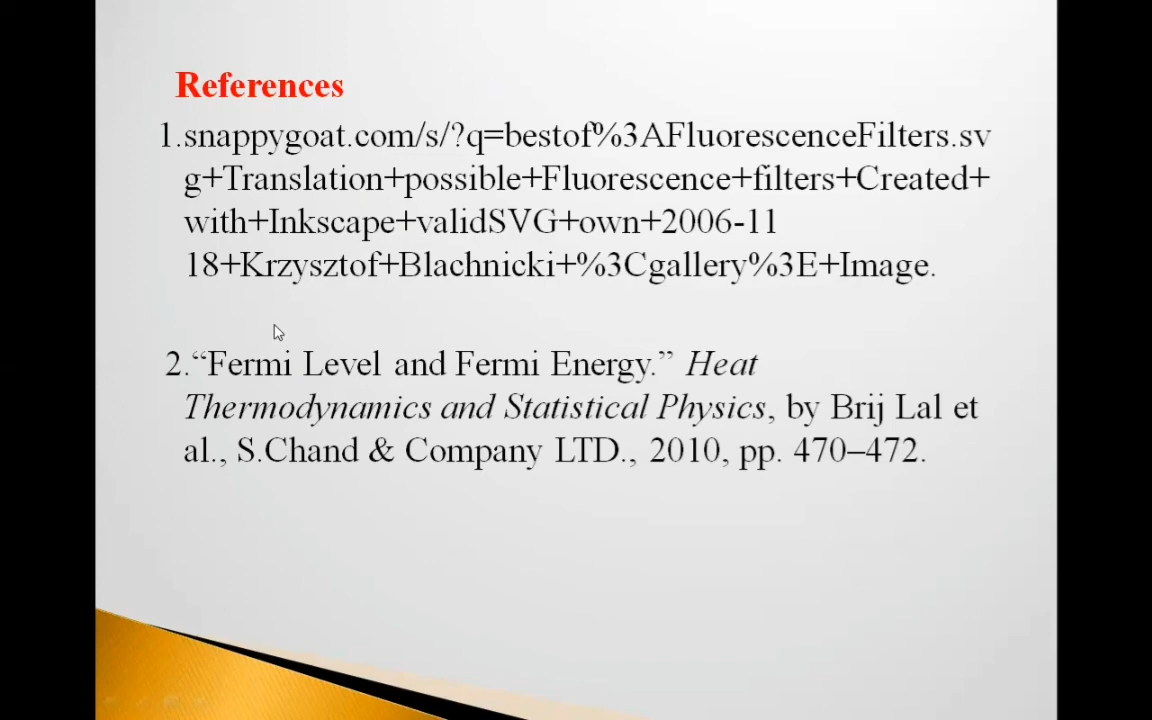 References
1.snappygoat.com/s/?q=bestof%3AFluorescenceFilters.sv
g+Translation+possible+Fluorescence+filters+Created+
with+Inkscape+validSVG+own+2006-11
18+Krzysztof+Blachnicki+%3Cgallery%3E+Image.
2.“Fermi Level and Fermi Energy.” Heat
Thermodynamics and Statistical Physics, by Brij Lal et
al., S.Chand & Company LTD., 2010, pp. 470–472.